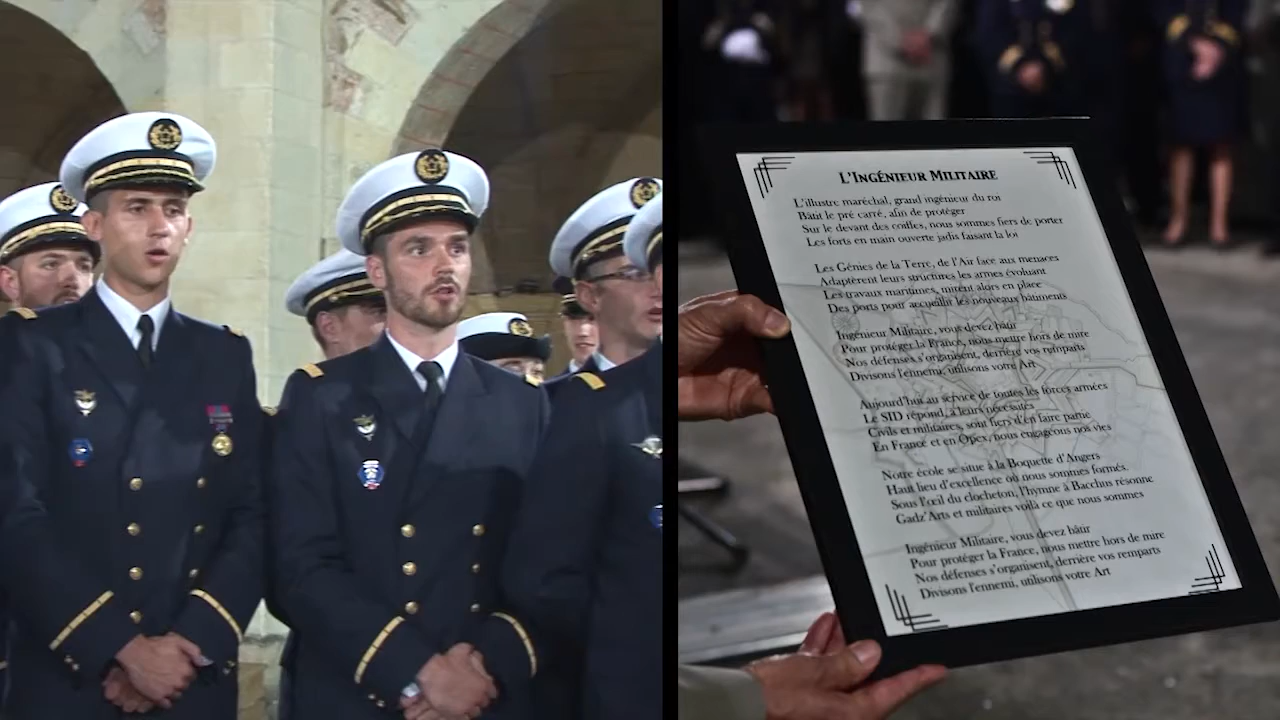 L'INGÉNIEUR MILITAIRE
L'illustre maréchal, grand ingénieur du roi
Bâtit le pré carré, afin de protéger
Sur le devant des coffres, nous sommes fiers de porter
Les forts en main ouverte jadis faisant la loi
Les Génies de la Terre, de l'Air face aux menaces
Adaptèrent leurs structures les armes évoluant
Les travaux maritimes, mirent alors en place
Des ports pour accueillir les nouveaux bâtiments
Ingénieur Militaire, vous devez bâtir
Pour protéger la France, nous mettre hors de mire
Nos défenses s'organisent, derrière vos remparts
Divisons l'ennemi, utilisons votre Art
Aujourd'hui au service de toutes les forces armées
Le SID répond, à leurs nécessités
Civils et militaires, sont fiers d'en faire partie
En France et en Opex, nous engageons nos vies
Notre école se situe à la Boquette d'Angers
Haut lieu d'excellence où nous sommes formés.
Sous l'œil du clocheton, l'hymne à Bacchus résonne
Gadz'Arts et militaires voilà ce que nous sommes
Ingénieur Militaire, vous devez bâtir
Pour protéger la France, nous mettre hors de mire
Nos défenses s'organisent, derrière vos remparts
Divisons l'ennemi, utilisons votre Art